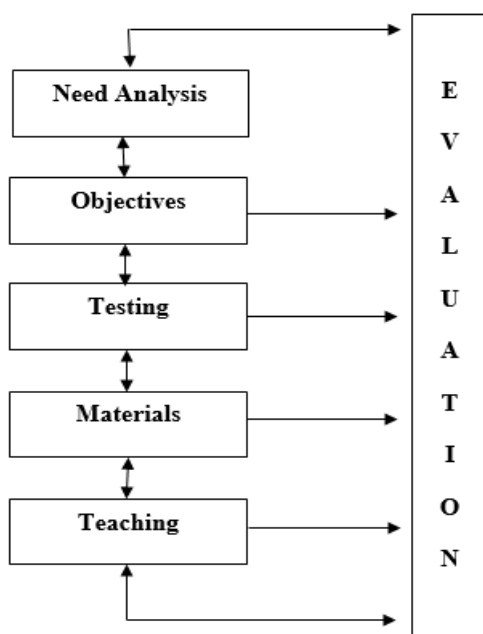 Need Analysis
Objectives
Testing
Materials
Teaching
E
V
A
L
U
A
T
I
O
N